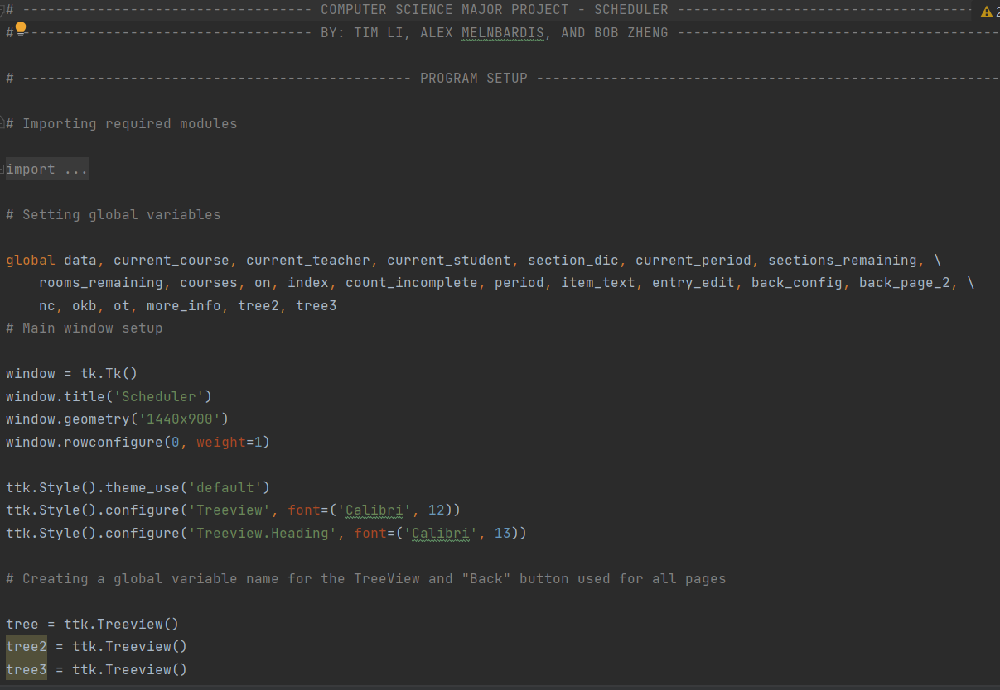 # ----------------------------------- COMPUTER SCIENCE MAJOR PROJECT - SCHEDULER ------------------------------------
# ----------------------------------- BY: TIM LI, ALEX MELNBARDIS, AND BOB ZHENG ---------------------------------------
# ----------------------------------------------- PROGRAM SETUP --------------------------------------------------------
# Importing required modules
import ...
# Setting global variables
global data, current_course, current_teacher, current_student, section_dic, current_period, sections_remaining, \
    rooms_remaining, courses, on, index, count_incomplete, period, item_text, entry_edit, back_config, back_page_2, \
    nc, okb, ot, more_info, tree2, tree3
# Main window setup
window = tk.Tk()
window.title('Scheduler')
window.geometry('1440x900')
window.rowconfigure(0, weight=1)
ttk.Style().theme_use('default')
ttk.Style().configure('Treeview', font=('Calibri', 12))
ttk.Style().configure('Treeview.Heading', font=('Calibri', 13))
# Creating a global variable name for the TreeView and "Back" button used for all pages
tree = ttk.Treeview()
tree2 = ttk.Treeview()
tree3 = ttk.Treeview()